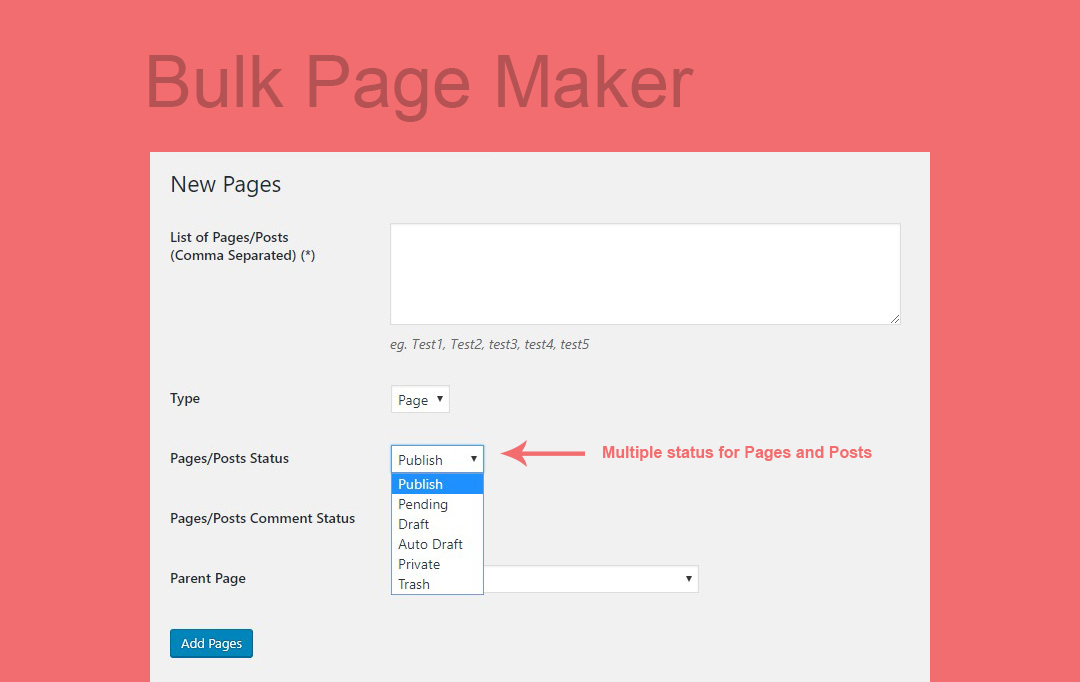 Bulk Page Maker
New Pages
List of Pages/Posts
(Comma Separated) (*)
eg. Test1, Test2, test3, test4, test5
Type
Page
Pages/Posts Status
Publish
Multiple status for Pages and Posts
Publish
Pending
Draft
Auto Draft
Private
Trash
Pages/Posts Comment Status
Parent Page
Add Pages